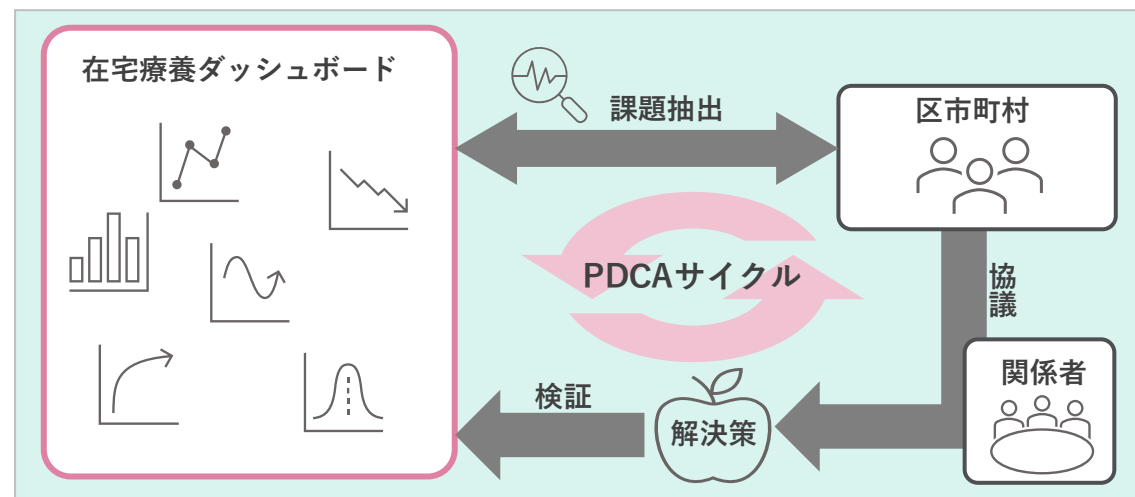 在宅療養ダッシュボード
課題抽出
区市町村
PDCAサイクル
協議
関係者
検証
解決策